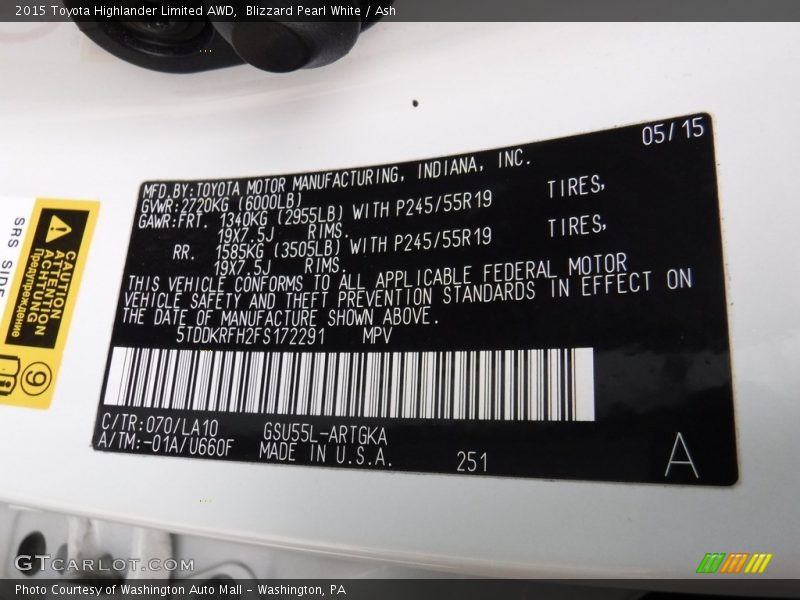 2015 Toyota Highlander Limited AWD, Blizzard Pearl White / Ash
05/15
MFD.BY:TOYOTA MOTOR MANUFACTURING, INDIANA, INC.
GVWR:2720KG (6000LB)
GAWR:FRT. 1340KG (2955LB) WITH P245/55R19 TIRES,
19X7.5J RIMS.
RR. 1585KG (3505LB) WITH P245/55R19 TIRES,
19X7.5J RIMS.
THIS VEHICLE CONFORMS TO ALL APPLICABLE FEDERAL MOTOR
VEHICLE SAFETY AND THEFT PREVENTION STANDARDS IN EFFECT ON
THE DATE OF MANUFACTURE SHOWN ABOVE.
5TDDKRFH2FS172291 MPV
C/TR:070/LA10 GSU55L-ARTGKA
A/TM:-01A/U660F MADE IN U.S.A. 251 A
CAUTION
ATTENTION
ACHTUNG
Предупреждение
SRS SIDE
9
GTCARLOT.COM
Photo Courtesy of Washington Auto Mall - Washington, PA